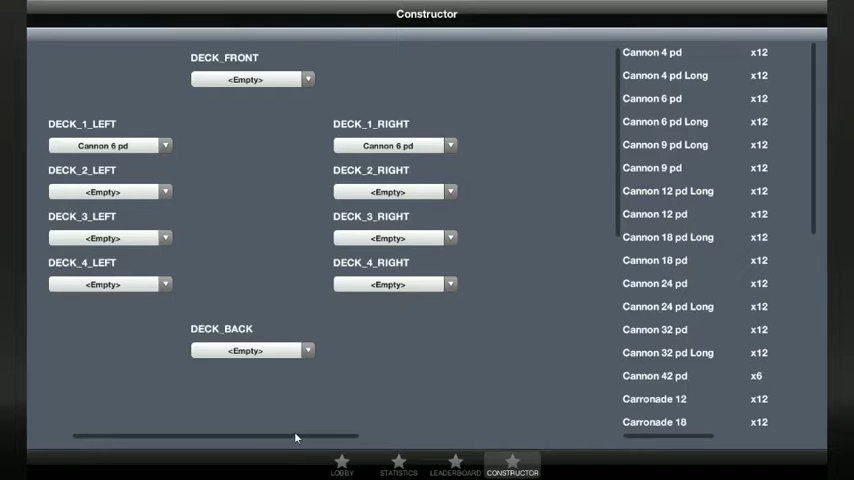 Constructor
DECK_FRONT
<Empty>
DECK_1_LEFT
Cannon 6 pd
DECK_1_RIGHT
Cannon 6 pd
DECK_2_LEFT
<Empty>
DECK_2_RIGHT
<Empty>
DECK_3_LEFT
<Empty>
DECK_3_RIGHT
<Empty>
DECK_4_LEFT
<Empty>
DECK_4_RIGHT
<Empty>
DECK_BACK
<Empty>
Cannon 4 pd x12
Cannon 4 pd Long x12
Cannon 6 pd x12
Cannon 6 pd Long x12
Cannon 9 pd Long x12
Cannon 9 pd x12
Cannon 12 pd Long x12
Cannon 12 pd x12
Cannon 18 pd Long x12
Cannon 18 pd x12
Cannon 24 pd x12
Cannon 24 pd Long x12
Cannon 32 pd x12
Cannon 32 pd Long x12
Cannon 42 pd x6
Carronade 12 x12
Carronade 18 x12
LOBBY STATISTICS LEADERBOARD CONSTRUCTOR